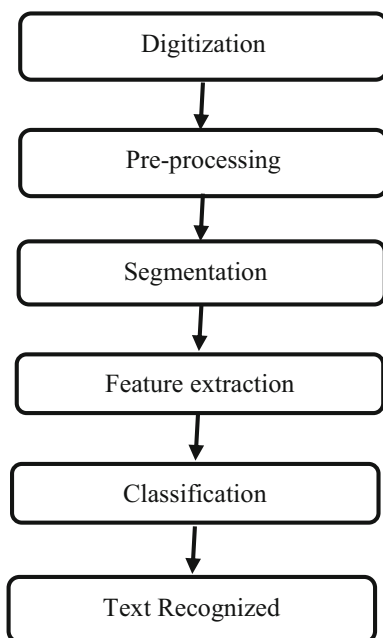 Digitization
Pre-processing
Segmentation
Feature extraction
Classification
Text Recognized